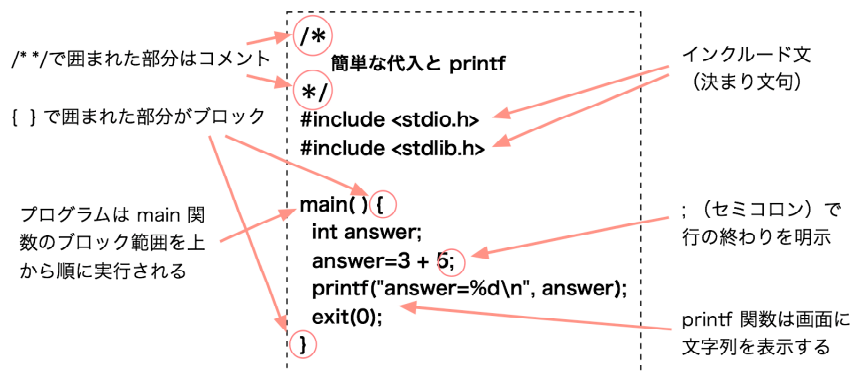 /* */で囲まれた部分はコメント
{ } で囲まれた部分がブロック
プログラムは main 関
数のブロック範囲を上
から順に実行される
/*
簡単な代入と printf
*/
#include <stdio.h>
#include <stdlib.h>
main( ) {
int answer;
answer=3 + 5;
printf("answer=%d\n", answer);
exit(0);
}
インクルード文
（決まり文句）
; （セミコロン）で
行の終わりを明示
printf 関数は画面に
文字列を表示する